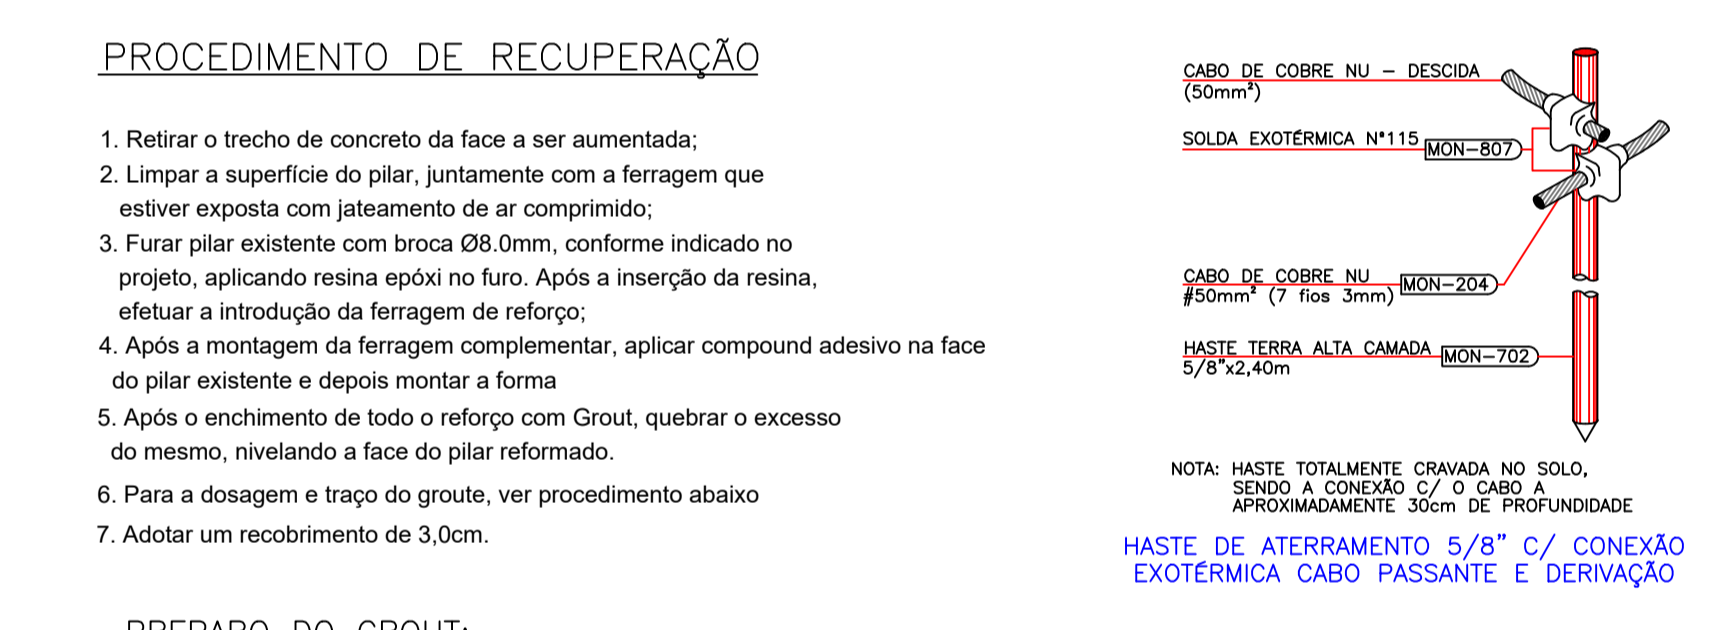 PROCEDIMENTO DE RECUPERAÇÃO
1. Retirar o trecho de concreto da face a ser aumentada;
2. Limpar a superfície do pilar, juntamente com a ferragem que
estiver exposta com jateamento de ar comprimido;
3. Furar pilar existente com broca Ø8.0mm, conforme indicado no
projeto, aplicando resina epóxi no furo. Após a inserção da resina,
efetuar a introdução da ferragem de reforço;
4. Após a montagem da ferragem complementar, aplicar compound adesivo na face
do pilar existente e depois montar a forma
5. Após o enchimento de todo o reforço com Grout, quebrar o excesso
do mesmo, nivelando a face do pilar reformado.
6. Para a dosagem e traço do groute, ver procedimento abaixo
7. Adotar um recobrimento de 3,0cm.
PREPARO DO GROUT:
CABO DE COBRE NU - DESCIDA
(50mm²)
SOLDA EXOTÉRMICA N°115
MON-807
CABO DE COBRE NU
#50mm² (7 fios 3mm)
MON-204
HASTE TERRA ALTA CAMADA
5/8"x2,40m
MON-702
NOTA: HASTE TOTALMENTE CRAVADA NO SOLO,
SENDO A CONEXÃO C/ O CABO A
APROXIMADAMENTE 30cm DE PROFUNDIDADE
HASTE DE ATERRAMENTO 5/8" C/ CONEXÃO
EXOTÉRMICA CABO PASSANTE E DERIVAÇÃO